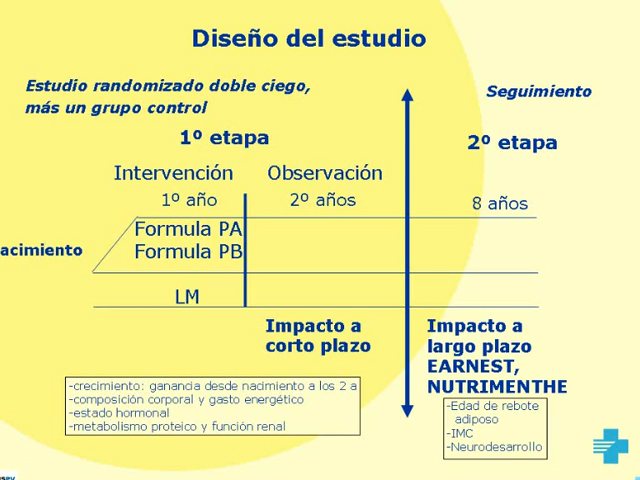 Diseño del estudio
Estudio randomizado doble ciego,
más un grupo control
Seguimiento
1º etapa
2º etapa
Intervención
Observación
1º año
2º años
8 años
Formula PA
Formula PB
acimiento
LM
Impacto a
corto plazo
Impacto a
largo plazo
EARNEST,
NUTRIMENTHE
-crecimiento: ganancia desde nacimiento a los 2 a
-composición corporal y gasto energético
-estado hormonal
-metabolismo proteico y función renal
-Edad de rebote
adiposo
-IMC
-Neurodesarrollo